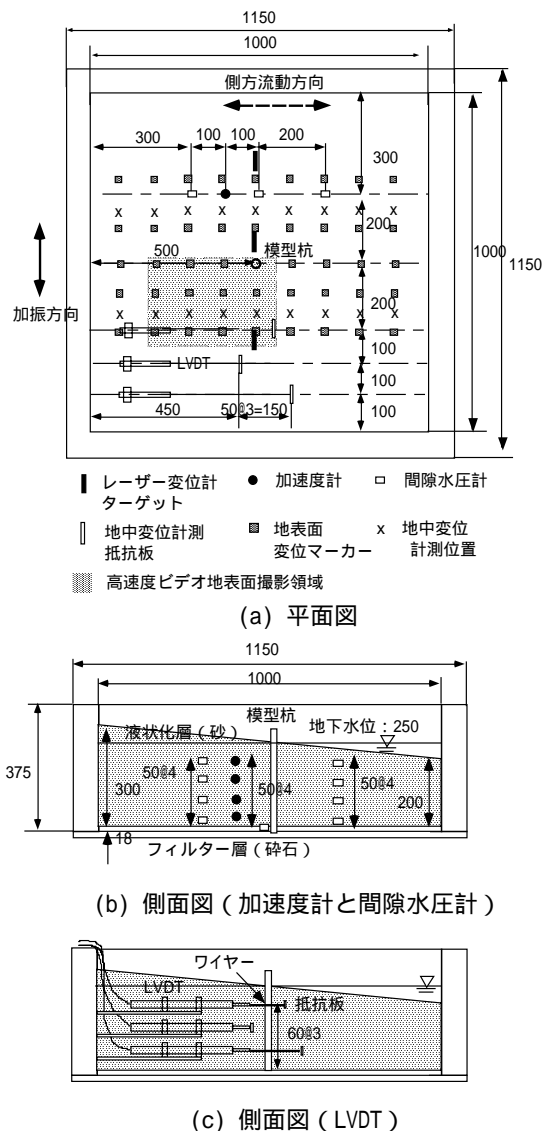 1150
1000
側方流動方向
300
100
100
200
300
x x x x x x x x x
200
500
模型杭
1000
1150
加振方向
200
x x x x x x x x
100
LVDT
100
450
50@3=150
100
レーザー変位計
ターゲット
加速度計
間隙水圧計
地中変位計測
抵抗板
地表面
変位マーカー
x 地中変位
計測位置
高速度ビデオ地表面撮影領域
(a) 平面図
1150
1000
模型杭
液状化層(砂)
地下水位:250
375
300
50@4
50@4
50@4
200
18
フィルター層(砕石)
(b) 側面図(加速度計と間隙水圧計)
ワイヤー
LVDT
抵抗板
60@3
(c) 側面図(LVDT)